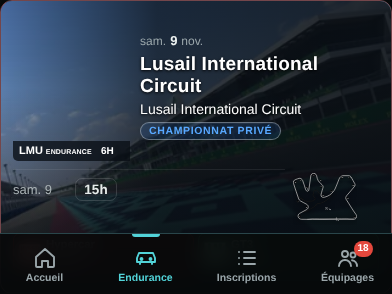 sam. 9 nov.
Lusail International
Circuit
Lusail International Circuit
CHAMPIONNAT PRIVÉ
LMU ENDURANCE 6H
sam. 9 15h
18
Accueil Endurance Inscriptions Équipages